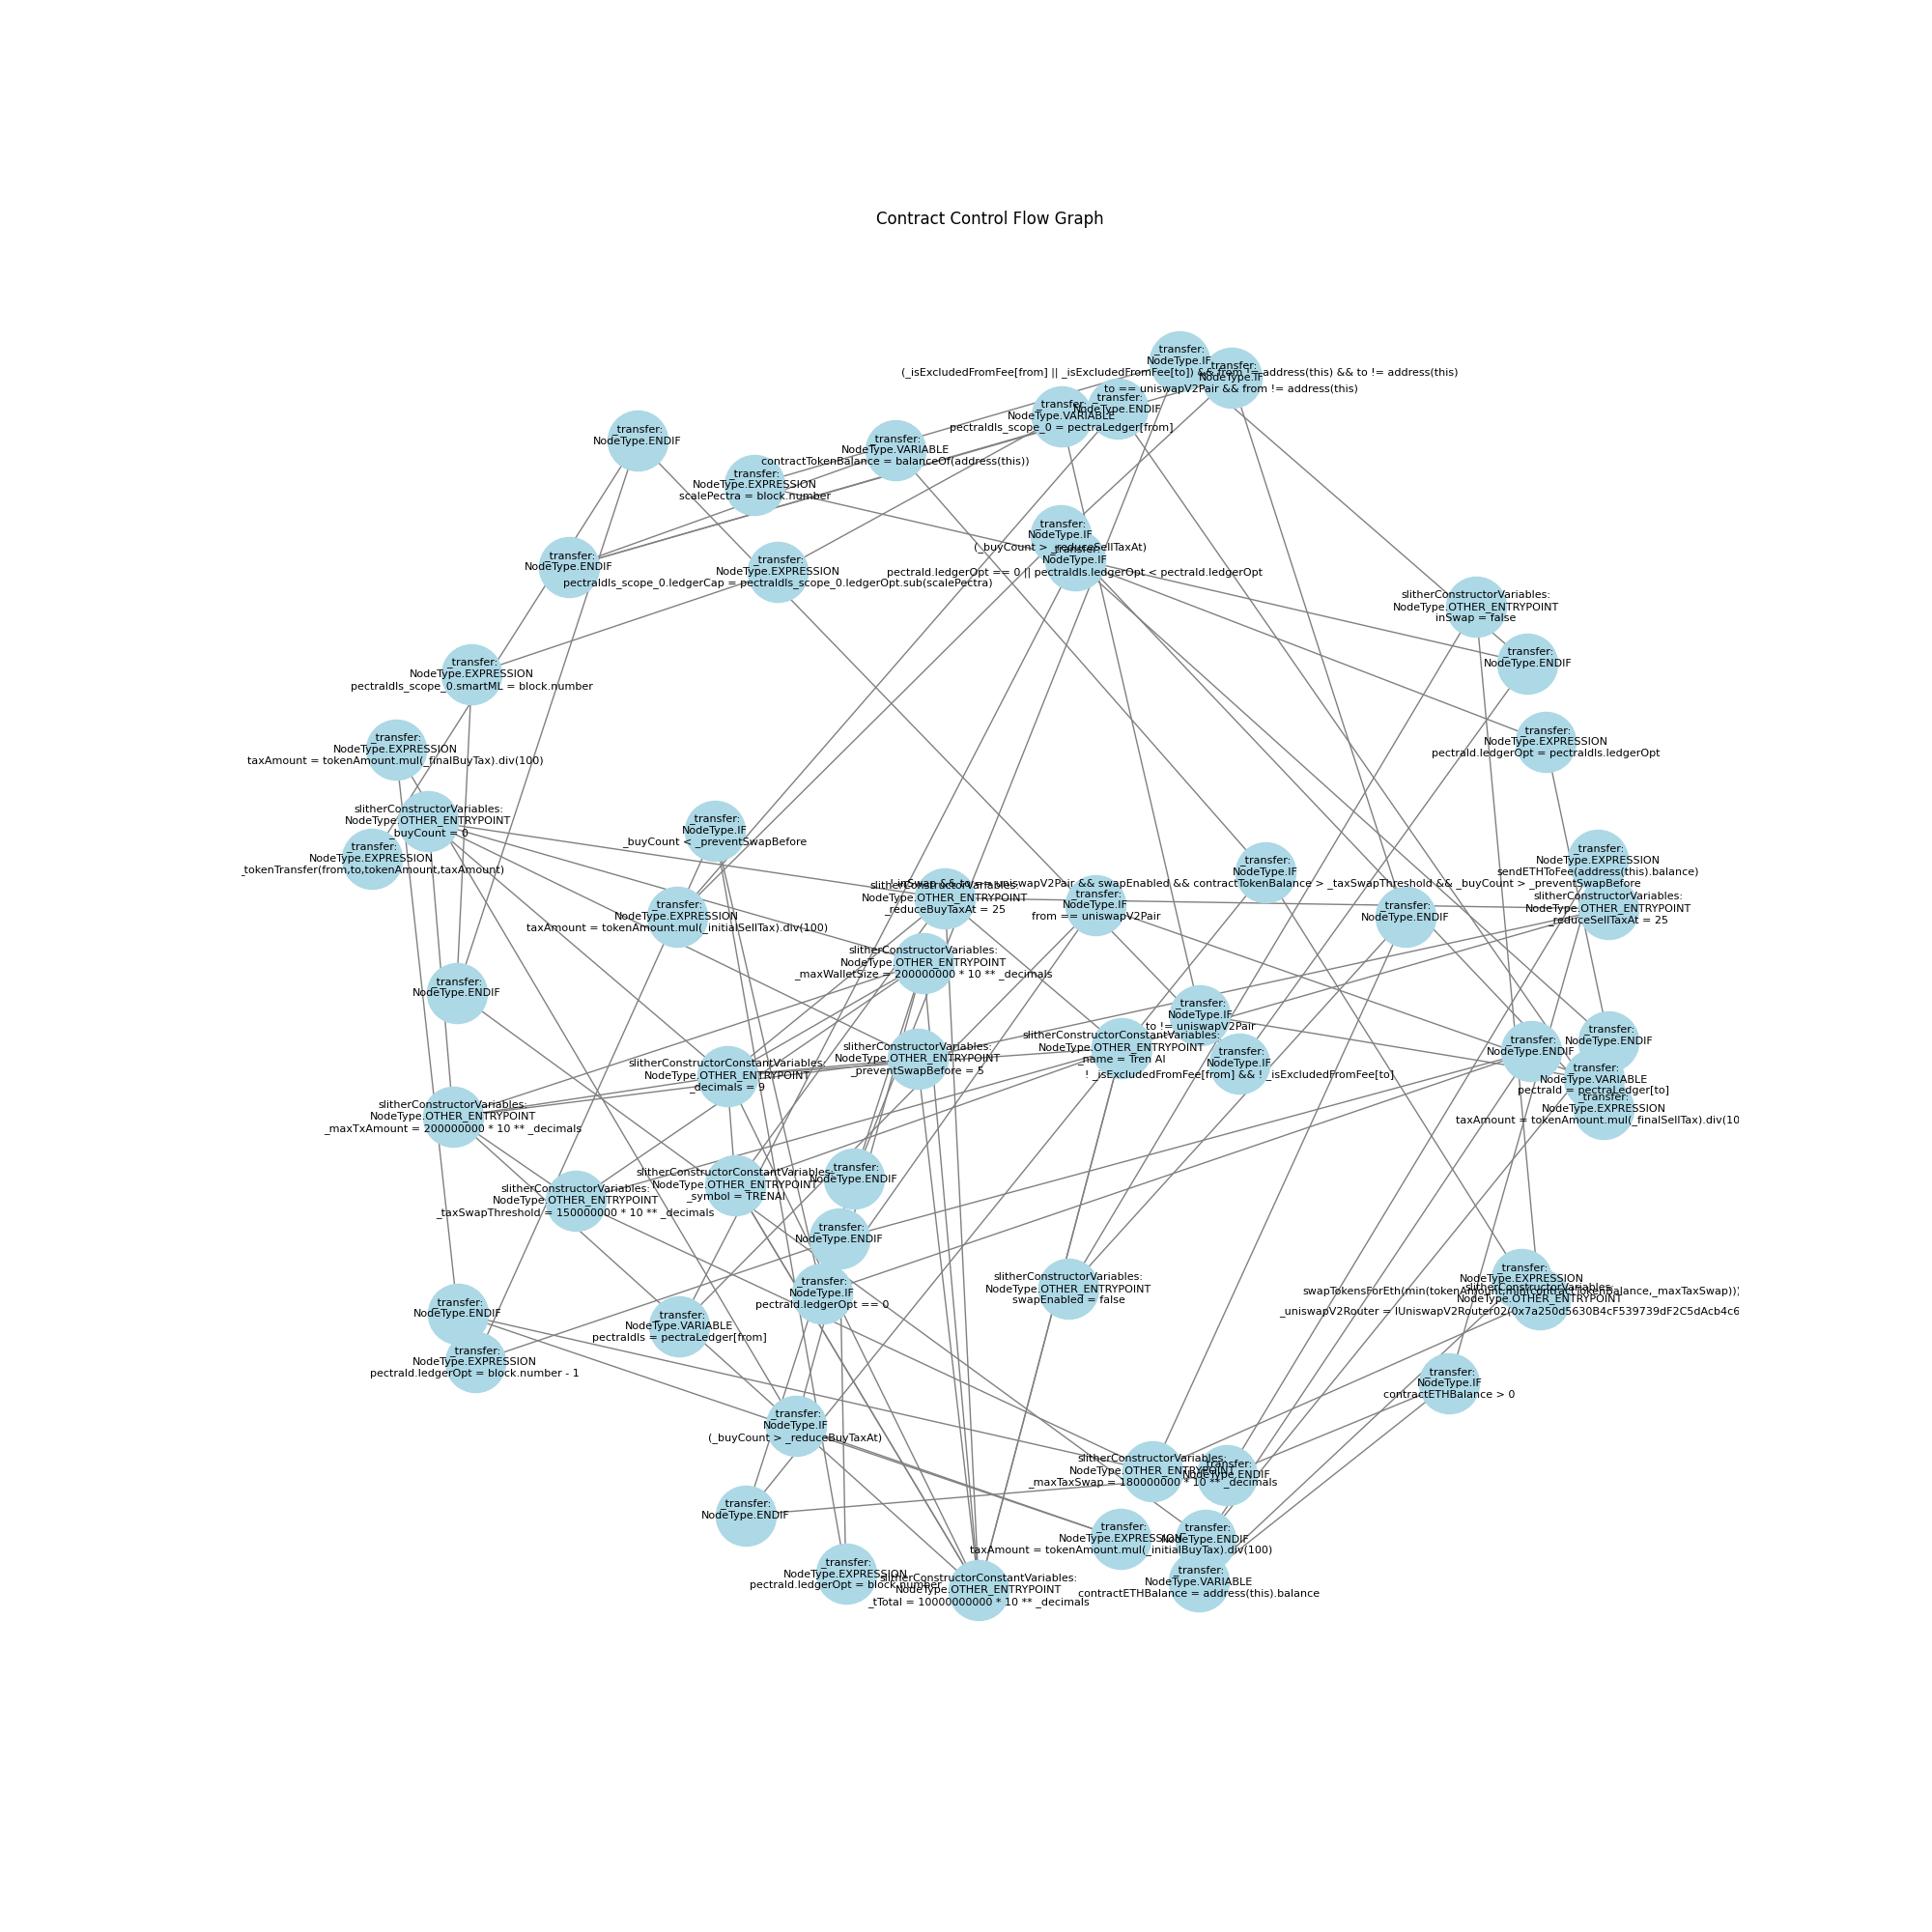 Contract Control Flow Graph
_transfer:
NodeType.IF
(_isExcludedFromFee[from] || _isExcludedFromFee[to]) && from != address(this) && to != address(this)
_transfer:
NodeType.IF
to == uniswapV2Pair && from != address(this)
_transfer:
NodeType.ENDIF
_transfer:
NodeType.VARIABLE
pectraIdls_scope_0 = pectraLedger[from]
_transfer:
NodeType.ENDIF
_transfer:
NodeType.VARIABLE
contractTokenBalance = balanceOf(address(this))
_transfer:
NodeType.EXPRESSION
scalePectra = block.number
_transfer:
NodeType.IF
(_buyCount > _reduceSellTaxAt)
_transfer:
NodeType.IF
pectraId.ledgerOpt == 0 || pectraIdls.ledgerOpt < pectraId.ledgerOpt
_transfer:
NodeType.ENDIF
_transfer:
NodeType.EXPRESSION
pectraIdls_scope_0.ledgerCap = pectraIdls_scope_0.ledgerOpt.sub(scalePectra)
slitherConstructorVariables:
NodeType.OTHER_ENTRYPOINT
inSwap = false
_transfer:
NodeType.ENDIF
_transfer:
NodeType.EXPRESSION
pectraIdls_scope_0.smartML = block.number
_transfer:
NodeType.EXPRESSION
pectraId.ledgerOpt = pectraIdls.ledgerOpt
_transfer:
NodeType.EXPRESSION
taxAmount = tokenAmount.mul(_finalBuyTax).div(100)
slitherConstructorVariables:
NodeType.OTHER_ENTRYPOINT
_buyCount = 0
_transfer:
NodeType.IF
_buyCount < _preventSwapBefore
_transfer:
NodeType.EXPRESSION
_tokenTransfer(from,to,tokenAmount,taxAmount)
_transfer:
NodeType.EXPRESSION
sendETHToFee(address(this).balance)
_transfer:
NodeType.IF
! inSwap && to == uniswapV2Pair && swapEnabled && contractTokenBalance > _taxSwapThreshold && _buyCount > _preventSwapBefore
slitherConstructorVariables:
NodeType.OTHER_ENTRYPOINT
_reduceBuyTaxAt = 25
_transfer:
NodeType.IF
from == uniswapV2Pair
_transfer:
NodeType.ENDIF
slitherConstructorVariables:
NodeType.OTHER_ENTRYPOINT
_reduceSellTaxAt = 25
_transfer:
NodeType.EXPRESSION
taxAmount = tokenAmount.mul(_initialSellTax).div(100)
slitherConstructorVariables:
NodeType.OTHER_ENTRYPOINT
_maxWalletSize = 200000000 * 10 ** _decimals
_transfer:
NodeType.ENDIF
_transfer:
NodeType.IF
to != uniswapV2Pair
slitherConstructorConstantVariables:
NodeType.OTHER_ENTRYPOINT
_name = Tren AI
_transfer:
NodeType.IF
! _isExcludedFromFee[from] && ! _isExcludedFromFee[to]
slitherConstructorVariables:
NodeType.OTHER_ENTRYPOINT
_preventSwapBefore = 5
slitherConstructorConstantVariables:
NodeType.OTHER_ENTRYPOINT
_decimals = 9
_transfer:
NodeType.ENDIF
_transfer:
NodeType.ENDIF
_transfer:
NodeType.VARIABLE
pectraId = pectraLedger[to]
_transfer:
NodeType.EXPRESSION
taxAmount = tokenAmount.mul(_finalSellTax).div(10
slitherConstructorVariables:
NodeType.OTHER_ENTRYPOINT
_maxTxAmount = 200000000 * 10 ** _decimals
_transfer:
NodeType.ENDIF
slitherConstructorConstantVariables:
NodeType.OTHER_ENTRYPOINT
_symbol = TRENAI
slitherConstructorVariables:
NodeType.OTHER_ENTRYPOINT
_taxSwapThreshold = 150000000 * 10 ** _decimals
_transfer:
NodeType.ENDIF
_transfer:
NodeType.IF
pectraId.ledgerOpt == 0
slitherConstructorVariables:
NodeType.OTHER_ENTRYPOINT
swapEnabled = false
_transfer:
NodeType.EXPRESSION
swapTokensForEth(min(tokenAmount,min(contractTokenBalance,_maxTaxSwap)))
slitherConstructorVariables:
NodeType.OTHER_ENTRYPOINT
_uniswapV2Router = IUniswapV2Router02(0x7a250d5630B4cF539739dF2C5dAcb4c6
_transfer:
NodeType.ENDIF
_transfer:
NodeType.VARIABLE
pectraIdls = pectraLedger[from]
_transfer:
NodeType.EXPRESSION
pectraId.ledgerOpt = block.number - 1
_transfer:
NodeType.IF
contractETHBalance > 0
_transfer:
NodeType.IF
(_buyCount > _reduceBuyTaxAt)
slitherConstructorVariables:
NodeType.OTHER_ENTRYPOINT
_maxTaxSwap = 180000000 * 10 ** _decimals
_transfer:
NodeType.ENDIF
_transfer:
NodeType.ENDIF
_transfer:
NodeType.EXPRESSION
taxAmount = tokenAmount.mul(_initialBuyTax).div(100)
_transfer:
NodeType.ENDIF
_transfer:
NodeType.EXPRESSION
pectraId.ledgerOpt = block.number
slitherConstructorConstantVariables:
NodeType.OTHER_ENTRYPOINT
_tTotal = 10000000000 * 10 ** _decimals
_transfer:
NodeType.VARIABLE
contractETHBalance = address(this).balance